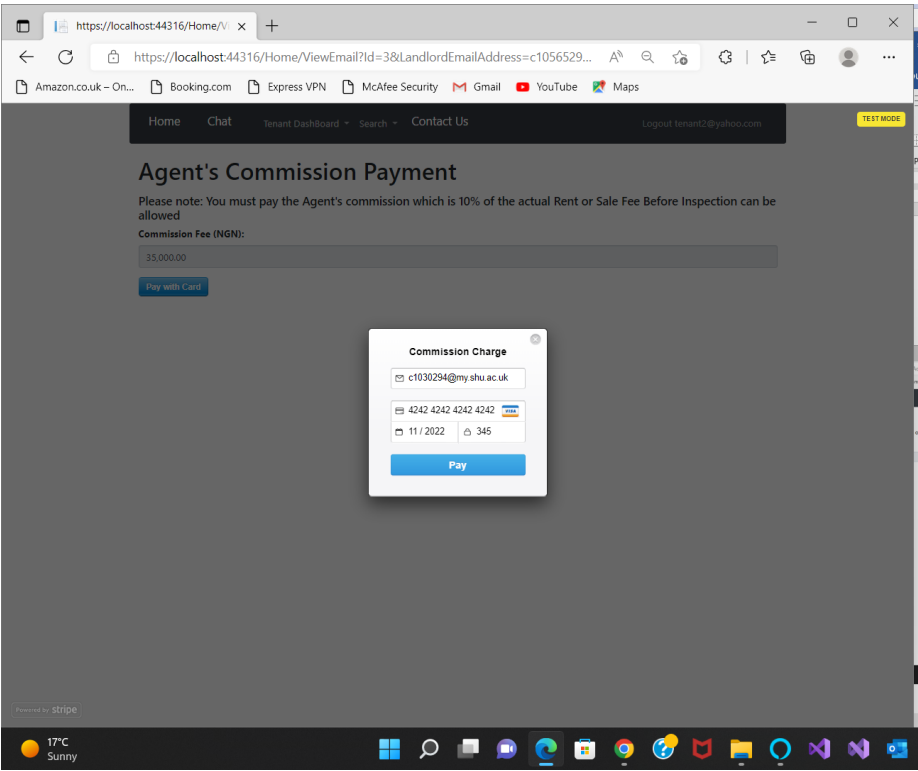 https://localhost:44316/Home/Vi
https://localhost:44316/Home/ViewEmail?Id=3&LandlordEmailAddress=c1056529...
Amazon.co.uk – On... Booking.com Express VPN McAfee Security Gmail YouTube Maps
Home Chat Tenant DashBoard Search Contact Us Logout tenant2@yahoo.com
TEST MODE
Agent's Commission Payment
Please note: You must pay the Agent's commission which is 10% of the actual Rent or Sale Fee Before Inspection can be
allowed
Commission Fee (NGN):
35,000.00
Pay with Card
Commission Charge
c1030294@my.shu.ac.uk
4242 4242 4242 4242 VISA
11 / 2022 345
Pay
Powered by stripe
17°C
Sunny